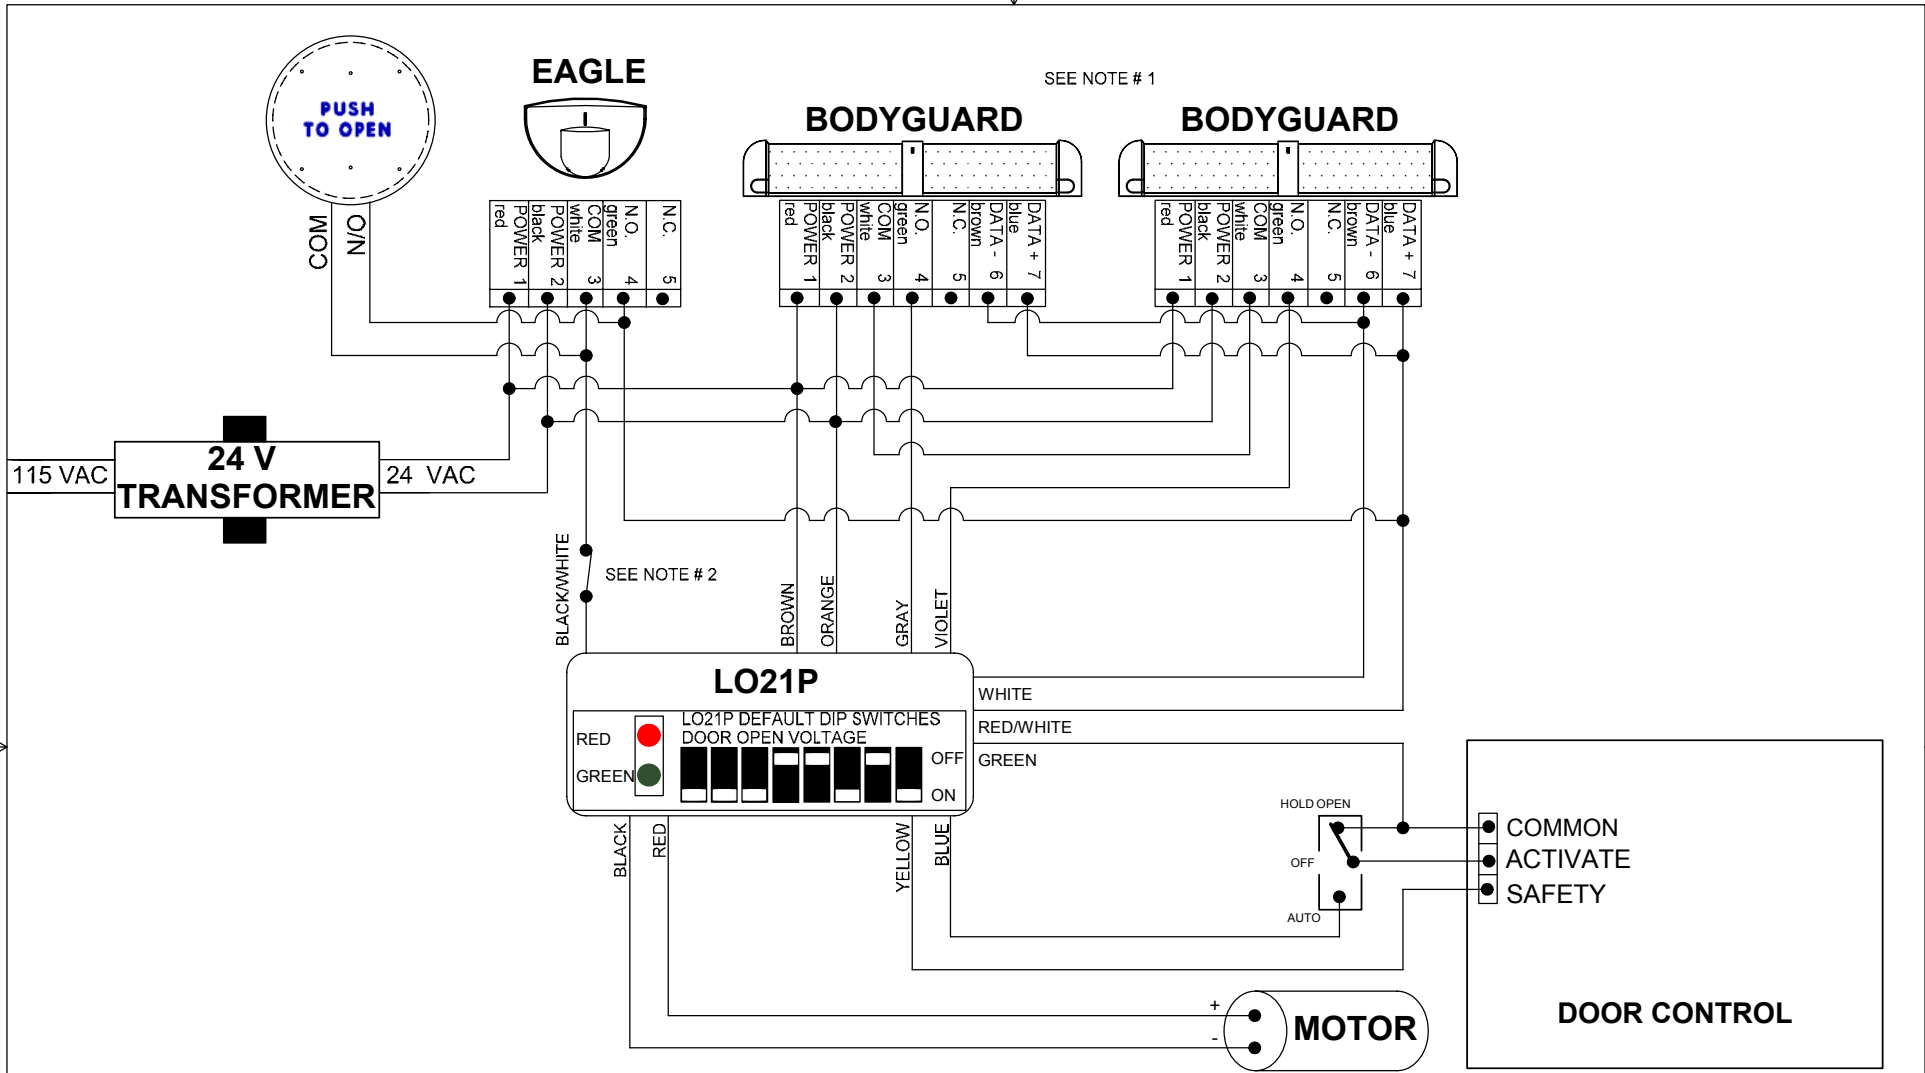 SEE NOTE # 1
PUSH
TO OPEN
COM
N/O
EAGLE
BODYGUARD
BODYGUARD
red
POWER 1
black
POWER 2
white
COM 3
green
N.O. 4
N.C. 5
red
POWER 1
black
POWER 2
white
COM 3
green
N.O. 4
N.C. 5
brown
DATA - 6
blue
DATA + 7
red
POWER 1
black
POWER 2
white
COM 3
green
N.O. 4
N.C. 5
brown
DATA - 6
blue
DATA + 7
115 VAC
24 V
TRANSFORMER
24 VAC
BLACK/WHITE
SEE NOTE # 2
BROWN
ORANGE
GRAY
VIOLET
LO21P
WHITE
RED/WHITE
GREEN
LO21P DEFAULT DIP SWITCHES
DOOR OPEN VOLTAGE
RED
GREEN
OFF
ON
BLACK
RED
YELLOW
BLUE
HOLD OPEN
OFF
AUTO
COMMON
ACTIVATE
SAFETY
DOOR CONTROL
+
-
MOTOR